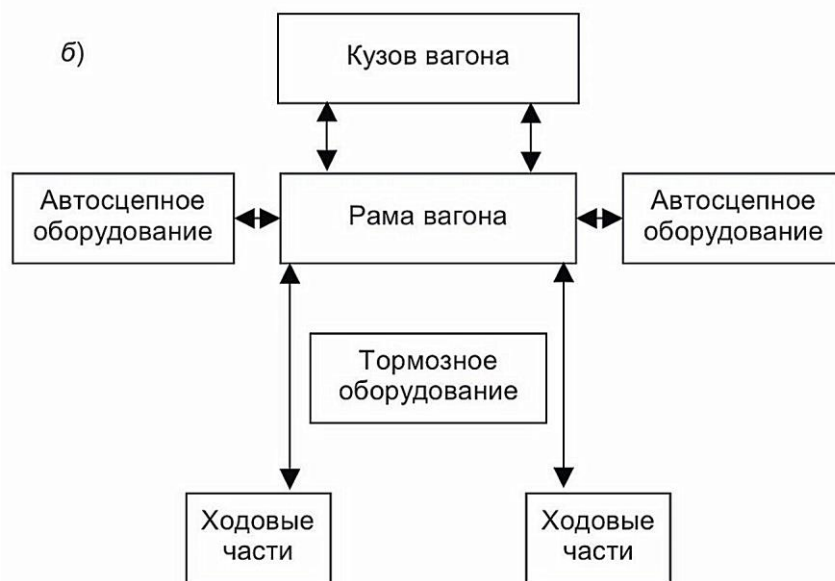 б)
Кузов вагона
Автосцепное
оборудование
Рама вагона
Автосцепное
оборудование
Тормозное
оборудование
Ходовые
части
Ходовые
части